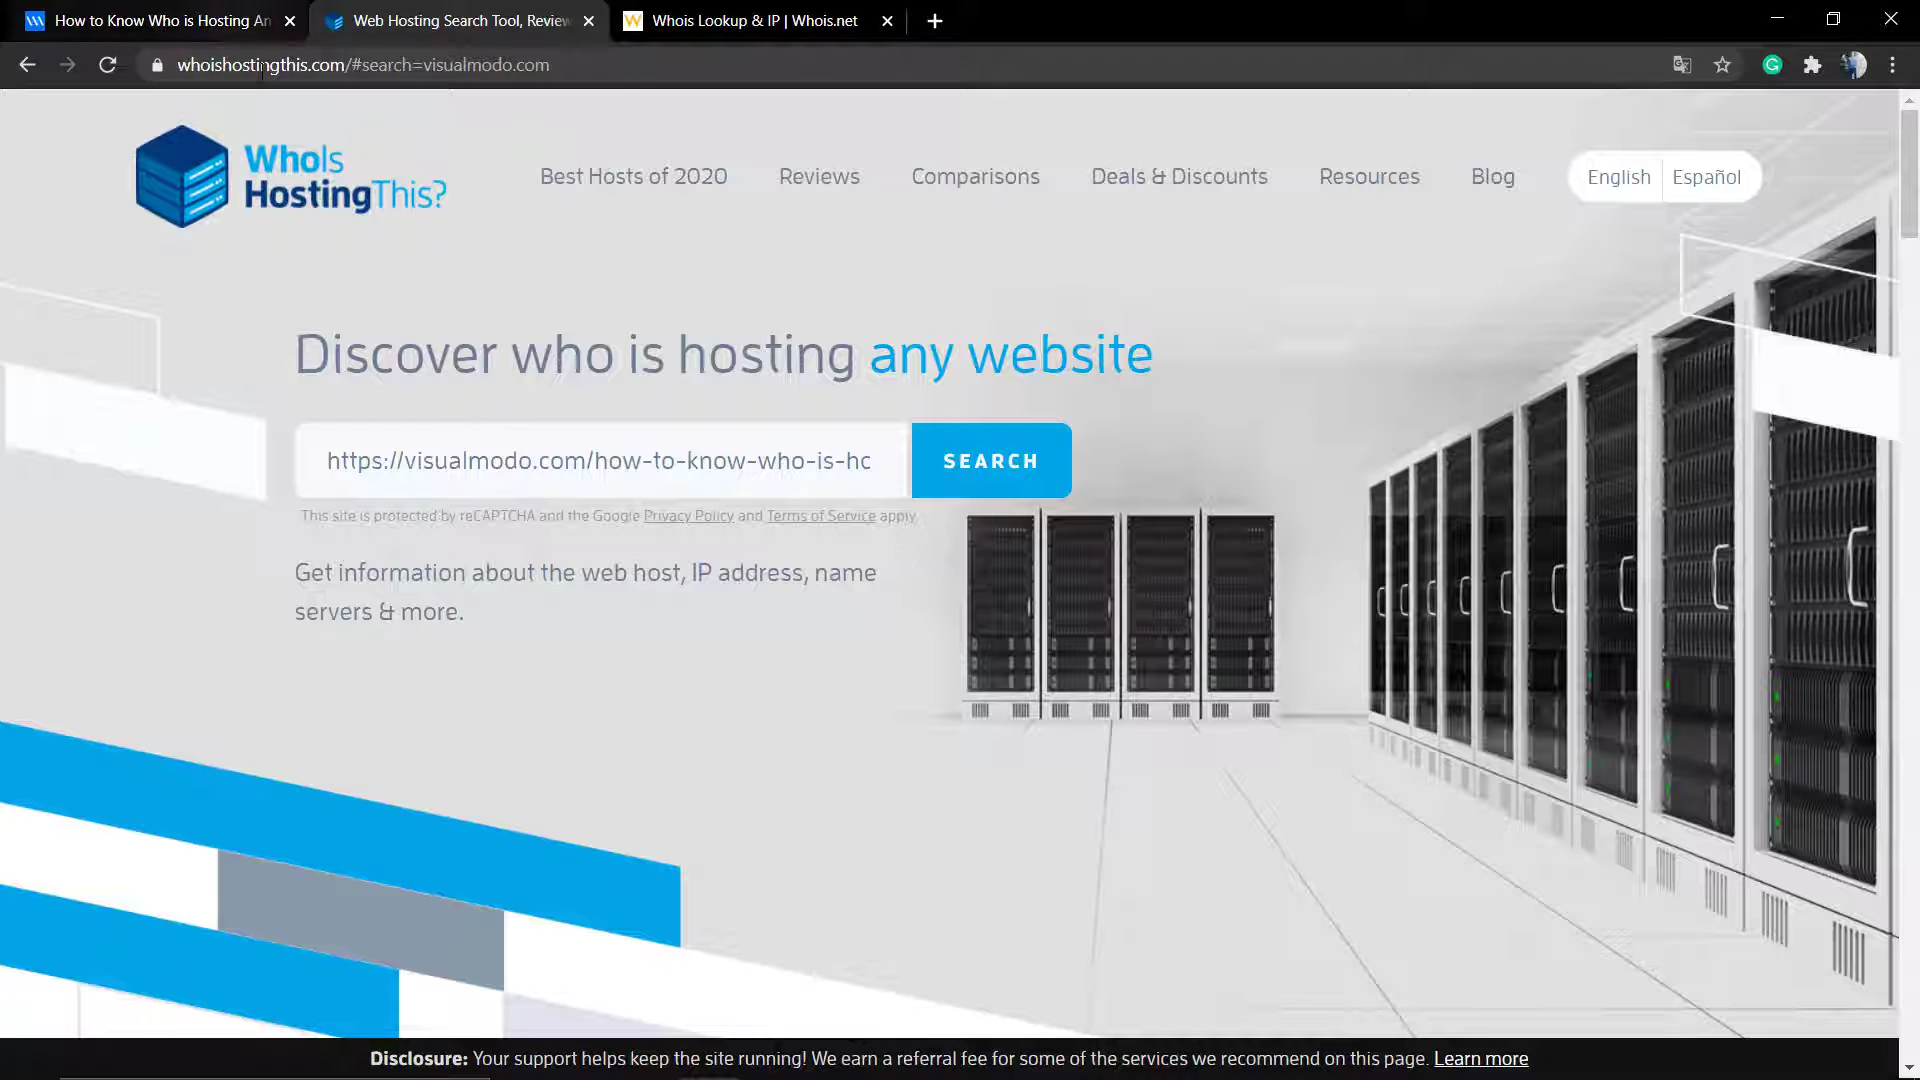 How to Know Who is Hosting An
Web Hosting Search Tool, Review
Whois Lookup & IP | Whois.net
whoishostingthis.com/#search=visualmodo.com
WhoIs
HostingThis?
Best Hosts of 2020
Reviews
Comparisons
Deals & Discounts
Resources
Blog
English
Español
Discover who is hosting any website
https://visualmodo.com/how-to-know-who-is-hc
SEARCH
This site is protected by reCAPTCHA and the Google Privacy Policy and Terms of Service apply.
Get information about the web host, IP address, name
servers & more.
Disclosure: Your support helps keep the site running! We earn a referral fee for some of the services we recommend on this page. Learn more